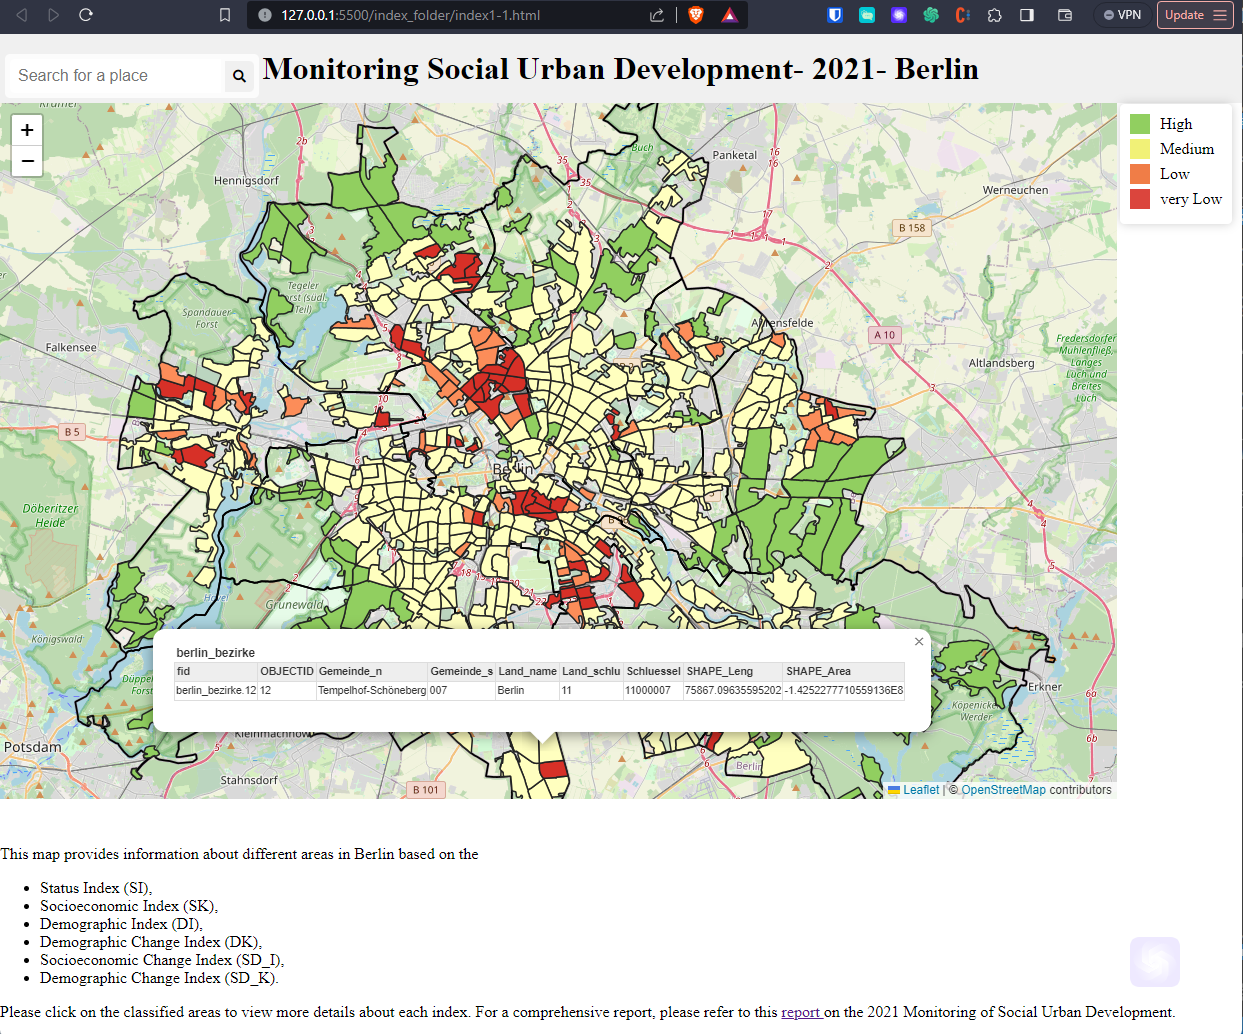 127.0.0.1:5500/index_folder/index1-1.html
VPN
Update
Search for a place
Monitoring Social Urban Development- 2021- Berlin
+
−
High
Medium
Low
very Low
Buch
Panketal
Hennigsdorf
Werneuchen
B 158
Tegeler
Forst (südl.
Teil)
Spandauer
Forst
Falkensee
Ahrensfelde
A 10
Altlandsberg
Fredersdorfer
Mühlenfließ,
Langes
Luch und
Breites
Luch
B 5
Berlin
Döberitzer
Heide
Havel
Grunewald
Königswald
berlin_bezirke
×
fid OBJECTID Gemeinde_n Gemeinde_s Land_name Land_schlu Schluessel SHAPE_Leng SHAPE_Area
berlin_bezirke.12 12 Tempelhof-Schöneberg 007 Berlin 11 11000007 75867.09635595202 -1.4252277710559136E8
Erkner
Köpenicker
Werder
Kleinmachnow
Potsdam
Stahnsdorf
Berlin
B 101
Leaflet | © OpenStreetMap contributors
This map provides information about different areas in Berlin based on the
• Status Index (SI),
• Socioeconomic Index (SK),
• Demographic Index (DI),
• Demographic Change Index (DK),
• Socioeconomic Change Index (SD_I),
• Demographic Change Index (SD_K).
Please click on the classified areas to view more details about each index. For a comprehensive report, please refer to this report on the 2021 Monitoring of Social Urban Development.